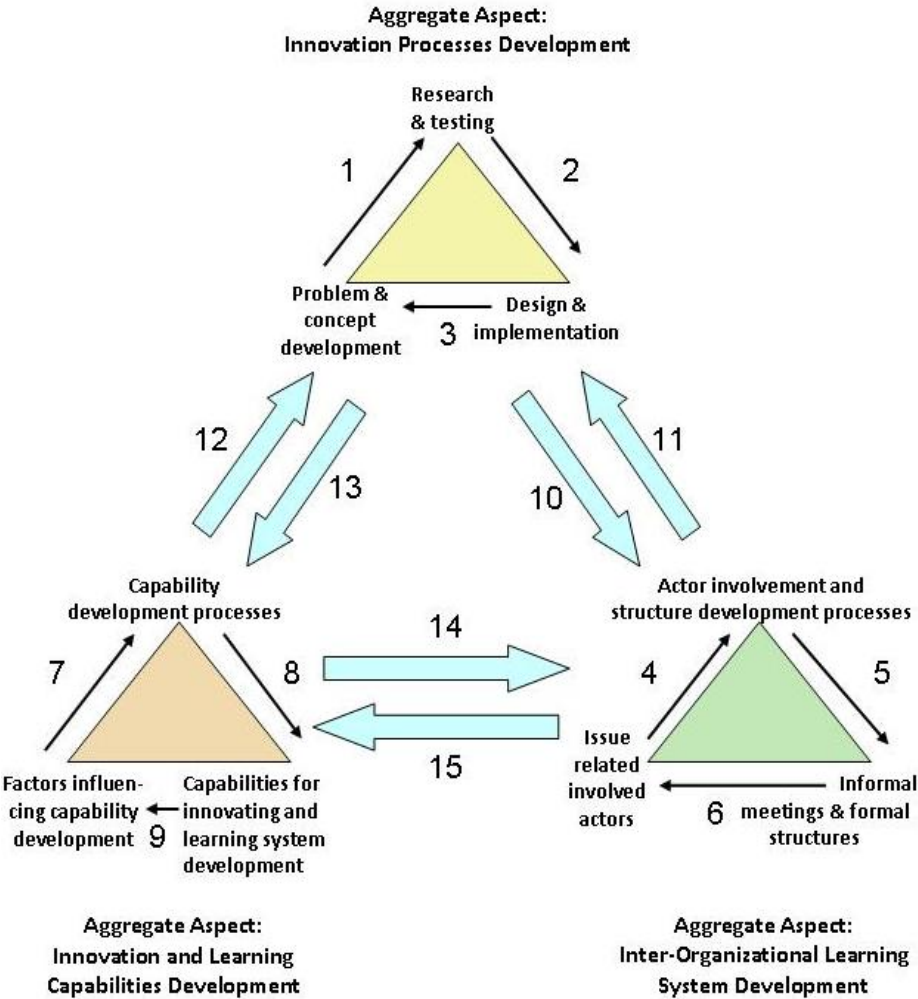 Aggregate Aspect:
Innovation Processes Development
Research
& testing
1
2
Problem &
concept
development
3
Design &
implementation
12
13
10
11
Capability
development processes
Actor involvement and
structure development processes
14
7
8
4
5
15
Factors influen-
cing capability
development
9
Capabilities for
innovating and
learning system
development
Issue
related
involved
actors
6
Informal
meetings & formal
structures
Aggregate Aspect:
Innovation and Learning
Capabilities Development
Aggregate Aspect:
Inter-Organizational Learning
System Development